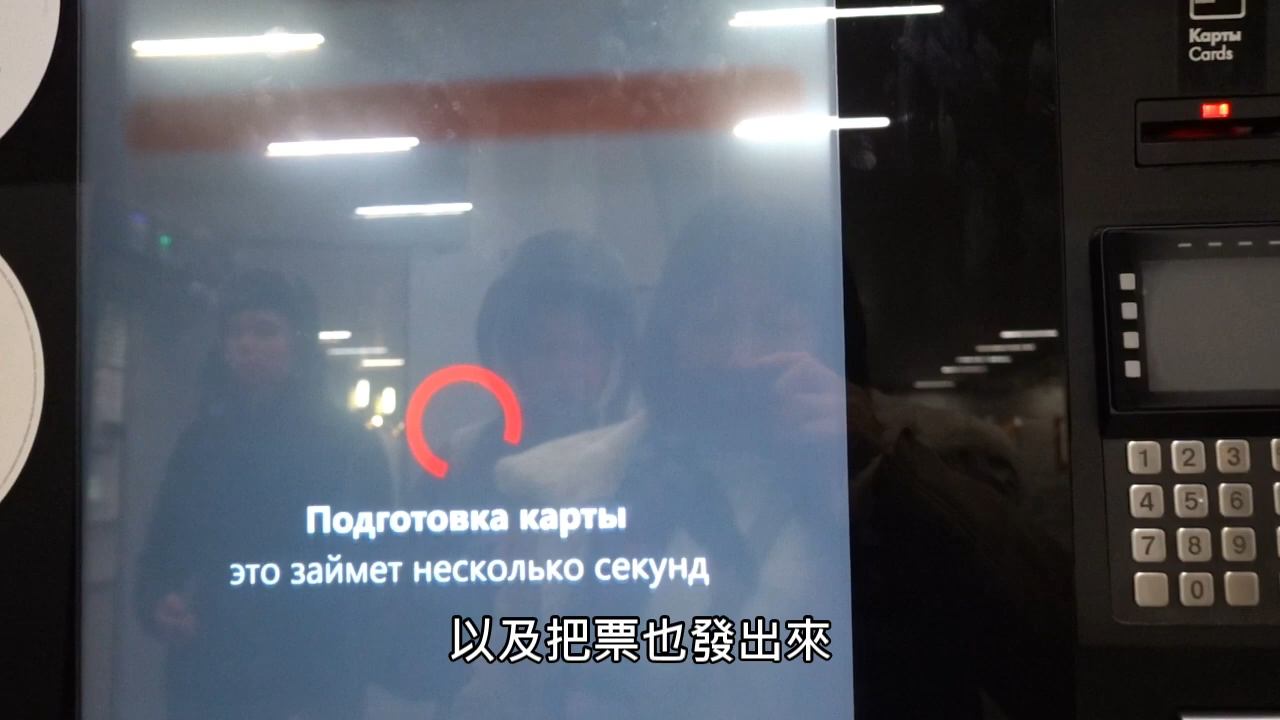 Карты
Cards
1 2 3
4 5 6
7 8 9
0
Подготовка карты
это займет несколько секунд
以及把票也發出來